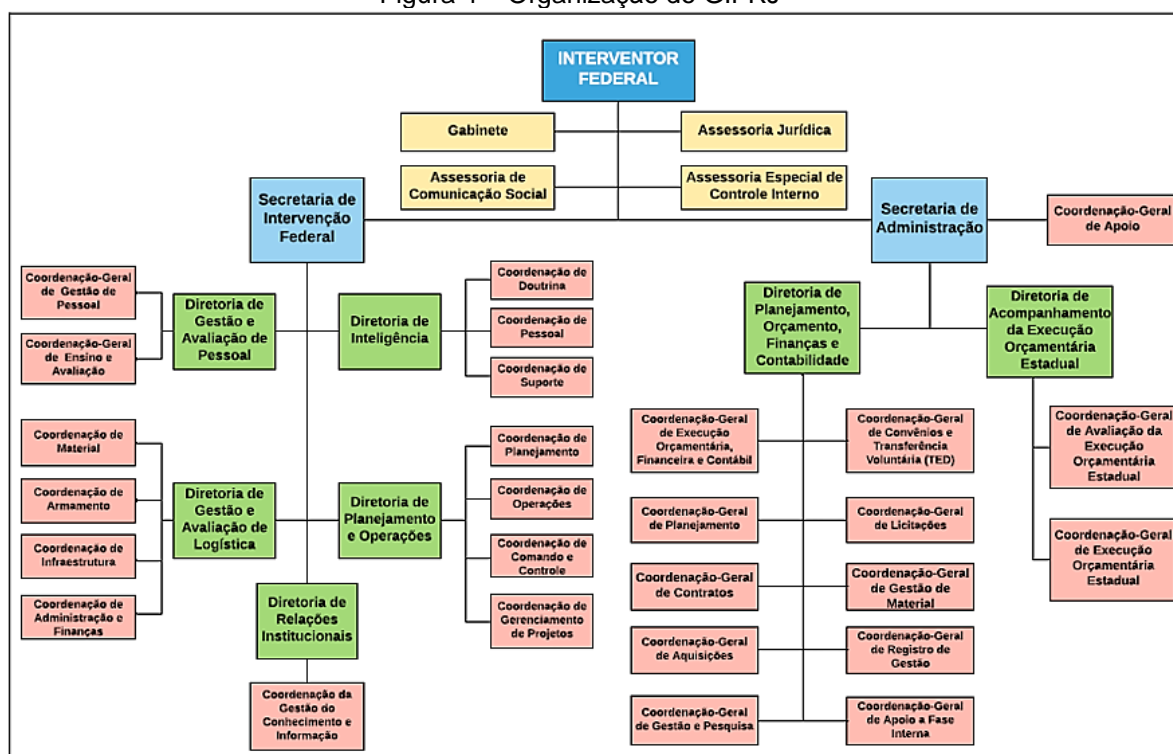 Figura 1 – Organização do GIFRJ
INTERVENTOR
FEDERAL
Gabinete
Assessoria Jurídica
Assessoria de
Comunicação Social
Assessoria Especial de
Controle Interno
Secretaria de
Intervenção
Federal
Secretaria de
Administração
Coordenação-Geral
de Apoio
Coordenação-Geral
de Gestão de
Pessoal
Coordenação-Geral
de Ensino e
Avaliação
Diretoria de
Gestão e
Avaliação de
Pessoal
Diretoria de
Inteligência
Coordenação de
Doutrina
Coordenação de
Pessoal
Coordenação de
Suporte
Diretoria de
Planejamento,
Orçamento,
Finanças e
Contabilidade
Diretoria de
Acompanhamento
da Execução
Orçamentária
Estadual
Coordenação de
Material
Coordenação de
Armamento
Coordenação de
Infraestrutura
Coordenação de
Administração e
Finanças
Diretoria de
Gestão e
Avaliação de
Logística
Diretoria de
Planejamento
e Operações
Coordenação de
Planejamento
Coordenação de
Operações
Coordenação de
Comando e
Controle
Coordenação de
Gerenciamento
de Projetos
Diretoria de
Relações
Institucionais
Coordenação da
Gestão do
Conhecimento e
Informação
Coordenação-Geral
de Execução
Orçamentária,
Financeira e Contábil
Coordenação-Geral
de Convênios e
Transferência
Voluntária (TED)
Coordenação-Geral
de Planejamento
Coordenação-Geral
de Licitações
Coordenação-Geral
de Contratos
Coordenação-Geral
de Gestão de
Material
Coordenação-Geral
de Aquisições
Coordenação-Geral
de Registro de
Gestão
Coordenação-Geral
de Gestão e Pesquisa
Coordenação-Geral
de Apoio a Fase
Interna
Coordenação-Geral
de Avaliação da
Execução
Orçamentária
Estadual
Coordenação-Geral
de Execução
Orçamentária
Estadual